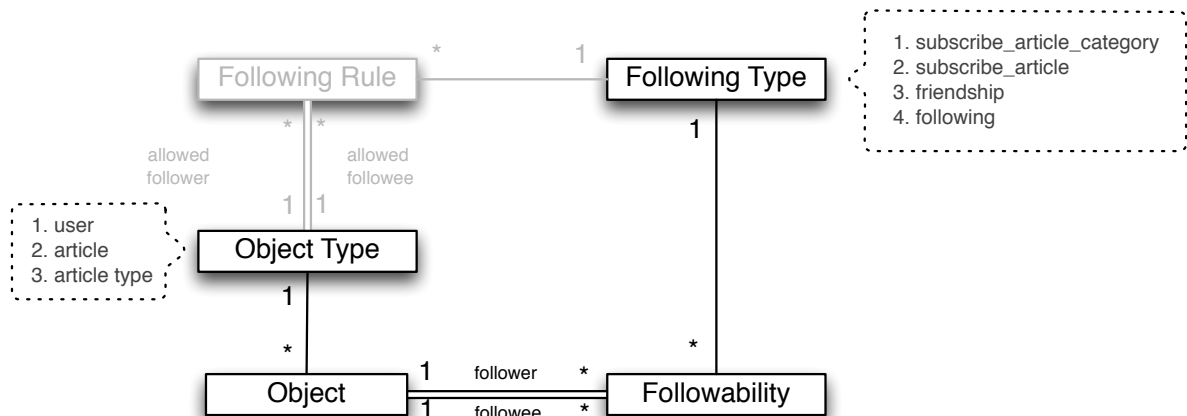 * 1
Following Rule
Following Type
1. subscribe_article_category
2. subscribe_article
3. friendship
4. following
* *
1
allowed
follower
allowed
followee
1 1
1. user
2. article
3. article type
Object Type
1
*
*
Object
1 follower *
Followability
1 followee *